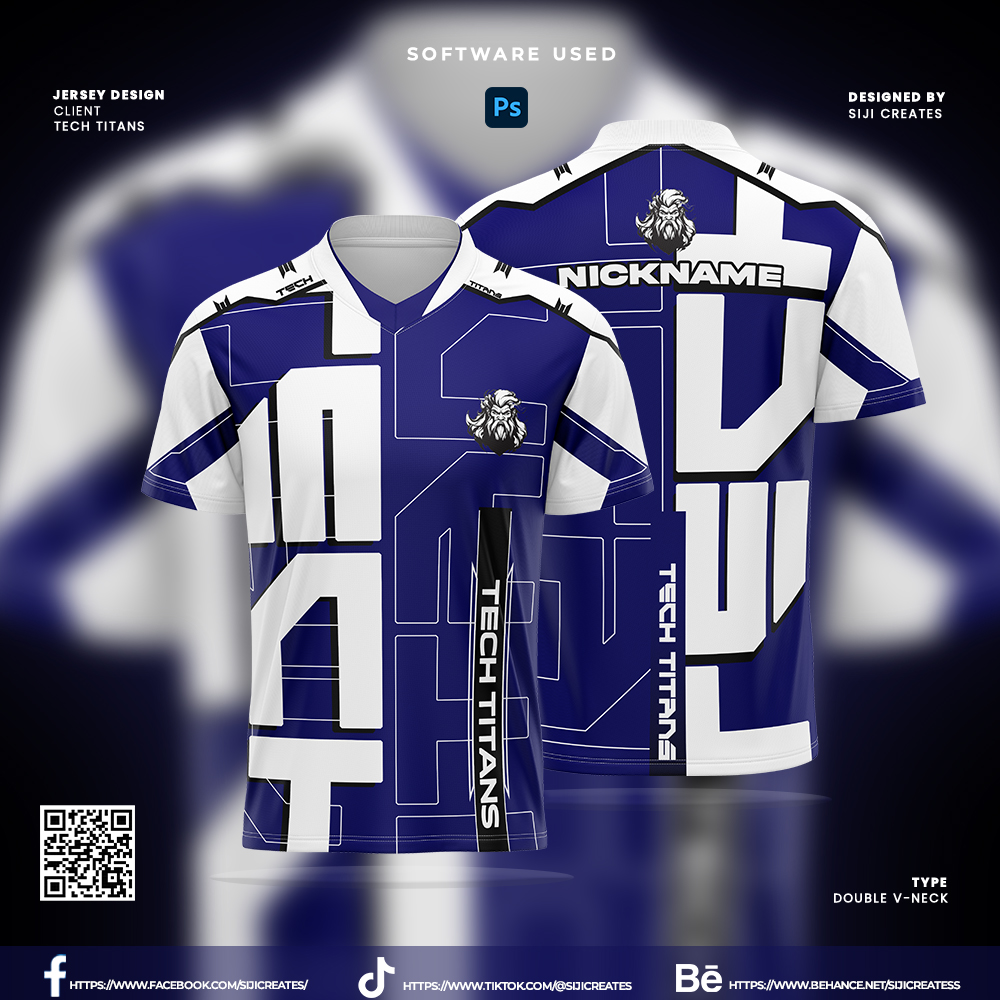 SOFTWARE USED
Ps
JERSEY DESIGN
CLIENT
TECH TITANS
DESIGNED BY
SIJI CREATES
NICKNAME
TECH
TITANS
TECH TITANS
TECH TITANS
TYPE
DOUBLE V-NECK
HTTPS://WWW.FACEBOOK.COM/SIJICREATES/
HTTPS://WWW.TIKTOK.COM/@SIJICREATES
Bē
HTTPS://WWW.BEHANCE.NET/SIJICREATESS